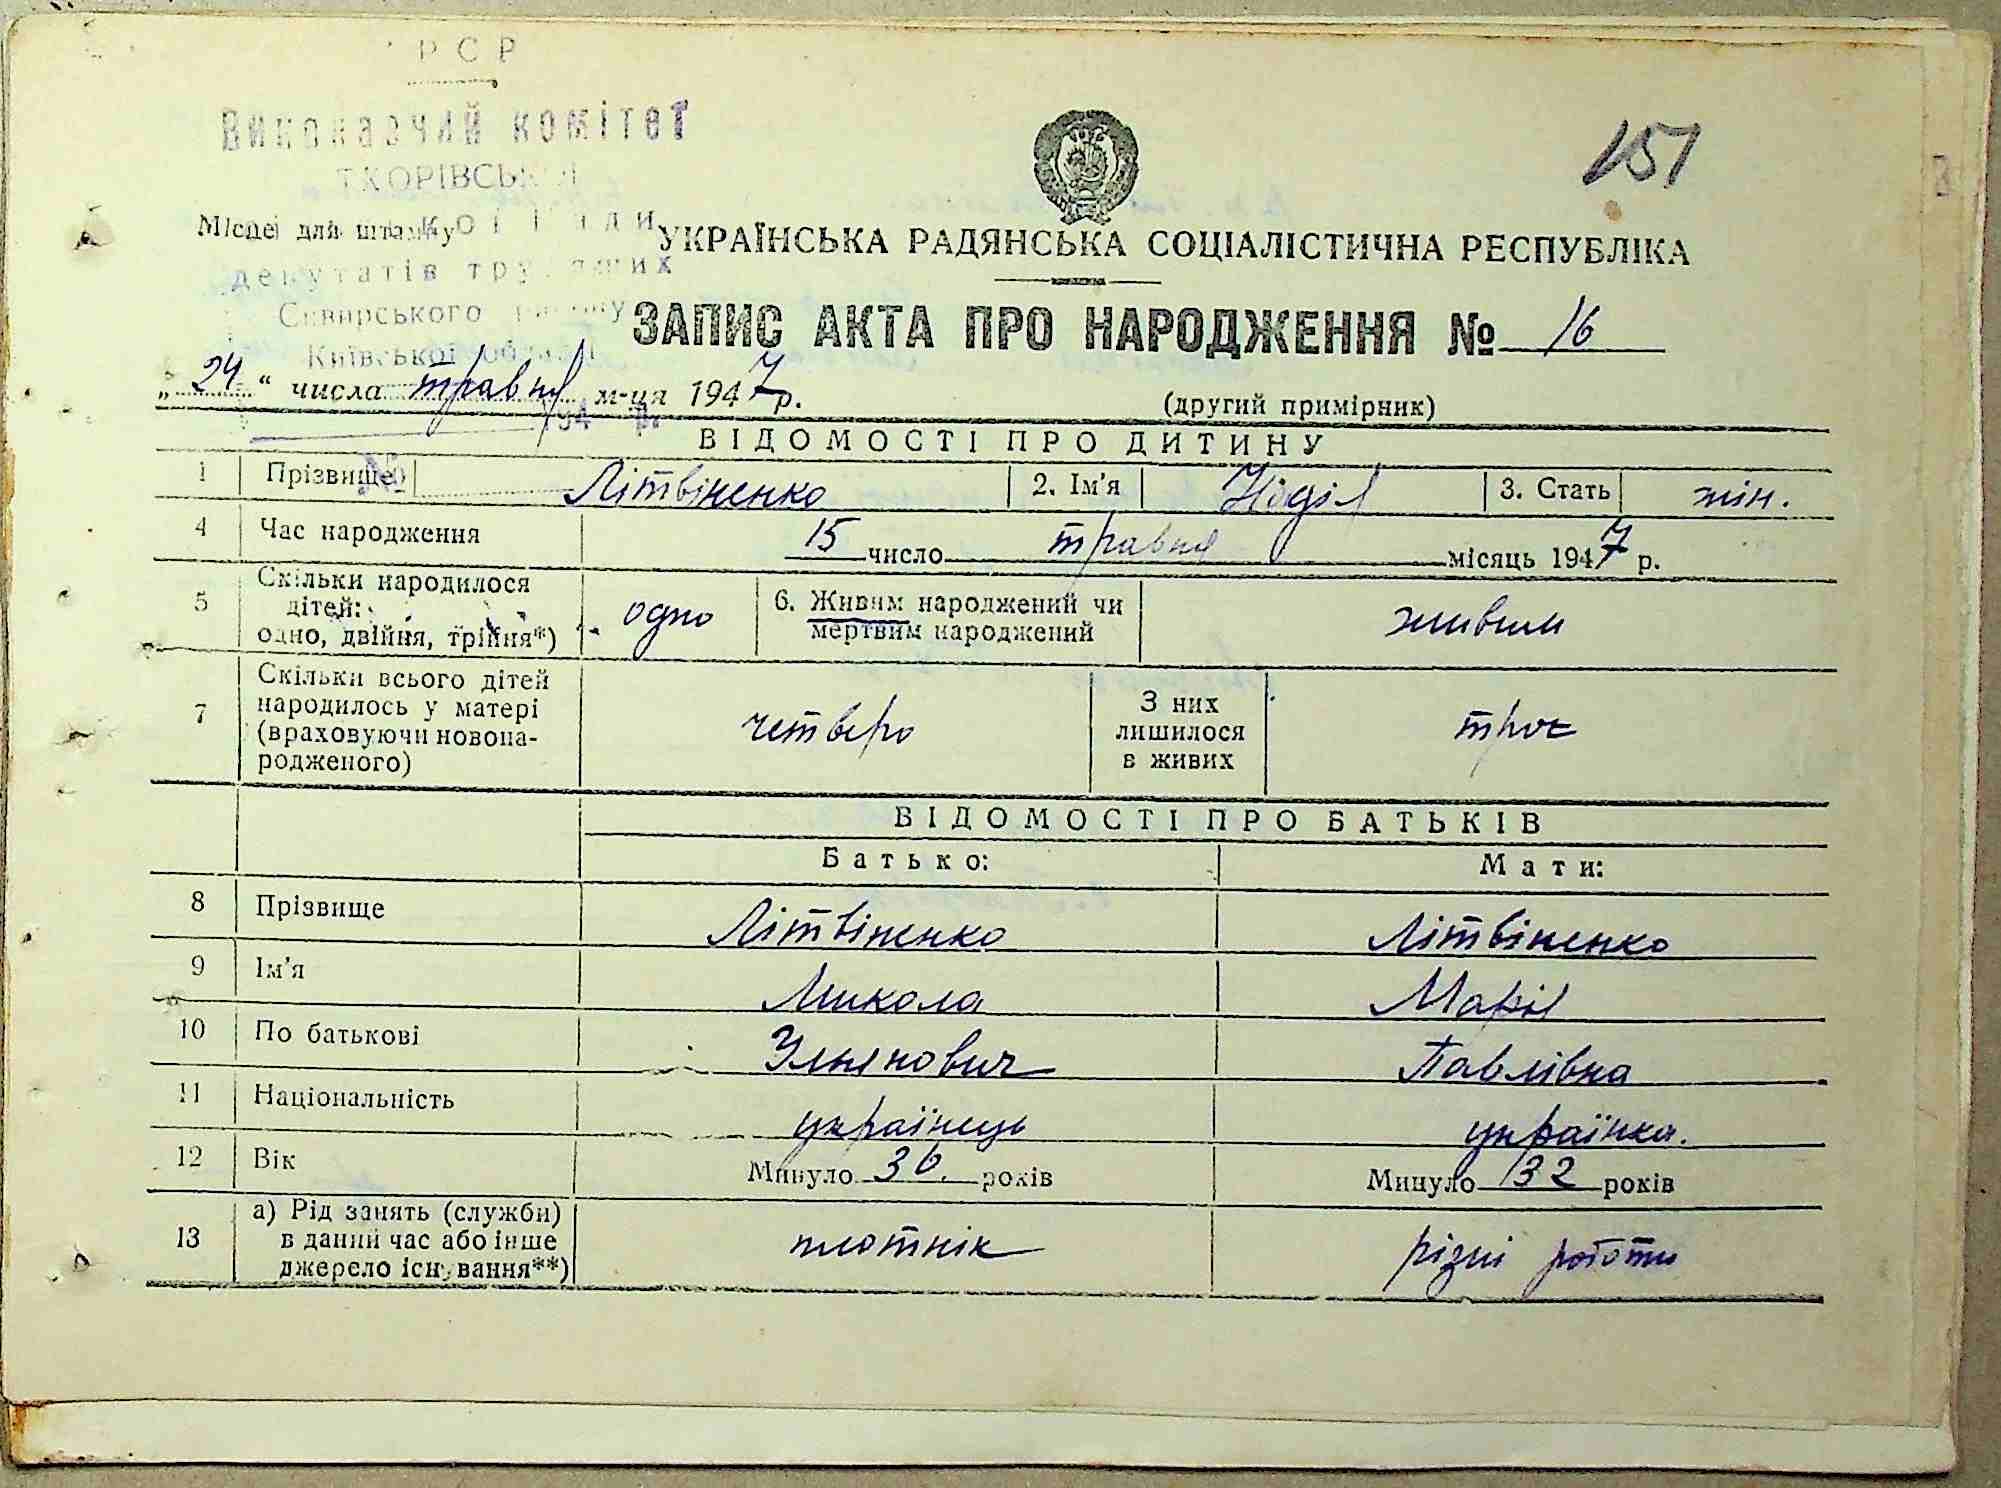 РСР
Виконавчий комітет
ТХОРІВСЬКОЇ
151
Місце для штампу
депутатів трудящих
Сквирського району
Київської області
УКРАЇНСЬКА РАДЯНСЬКА СОЦІАЛІСТИЧНА РЕСПУБЛІКА
ЗАПИС АКТА ПРО НАРОДЖЕННЯ № 16
„24“ числа травня м-ця 1947 р.
(другий примірник)
194 р.
ВІДОМОСТІ ПРО ДИТИНУ
1 Прізвище Літвіненко 2. Ім'я Надія 3. Стать жін.
№
4 Час народження 15 число травня місяць 1947 р.
5 Скільки народилося дітей: одно, двійня, трійня*) одно 6. Живим народжений чи мертвим народжений живим
7 Скільки всього дітей народилось у матері (враховуючи новонародженого) четверо З них лишилося в живих троє
ВІДОМОСТІ ПРО БАТЬКІВ
Батько: Мати:
8 Прізвище Літвіненко Літвіненко
9 Ім'я Микола Марія
10 По батькові Павлівна
11 Національність українець українка.
12 Вік Минуло 36. років Минуло 32 років
13 а) Рід занять (служби) в даний час або інше джерело існування**) плотнік різні роботи